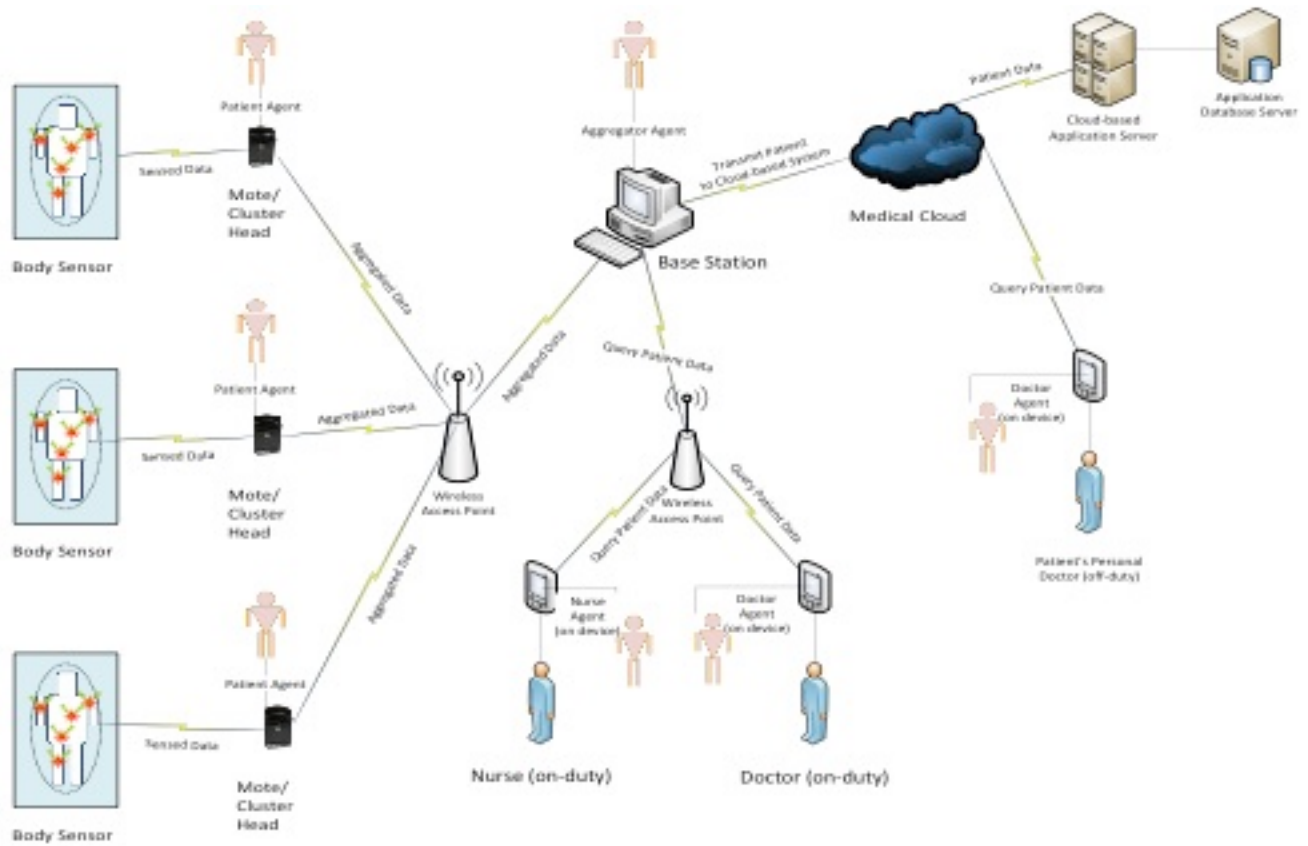 Patient Agent
Sensed Data
Mote/
Cluster
Head
Body Sensor
Aggregated Data
Patient Agent
Sensed Data
Aggregated Data
Mote/
Cluster
Head
Body Sensor
Patient Agent
Sensed Data
Aggregated Data
Mote/
Cluster
Head
Body Sensor
Wireless
Access Point
Aggregated Data
Aggregator Agent
Base Station
Transmit Patient
to Cloud-based System
Medical Cloud
Patient Data
Cloud-based
Application Server
Application
Database Server
Query Patient Data
Doctor
Agent
(on device)
Patient's Personal
Doctor (off-duty)
Query Patient Data
Wireless
Access Point
Query Patient Data
Query Patient Data
Nurse
Agent
(on device)
Doctor
Agent
(on device)
Nurse (on-duty)
Doctor (on-duty)